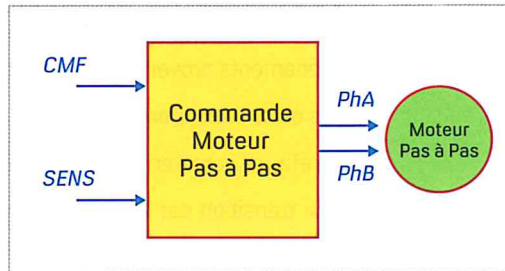 CMF
SENS
Commande
Moteur
Pas à Pas
PhA
PhB
Moteur
Pas à Pas